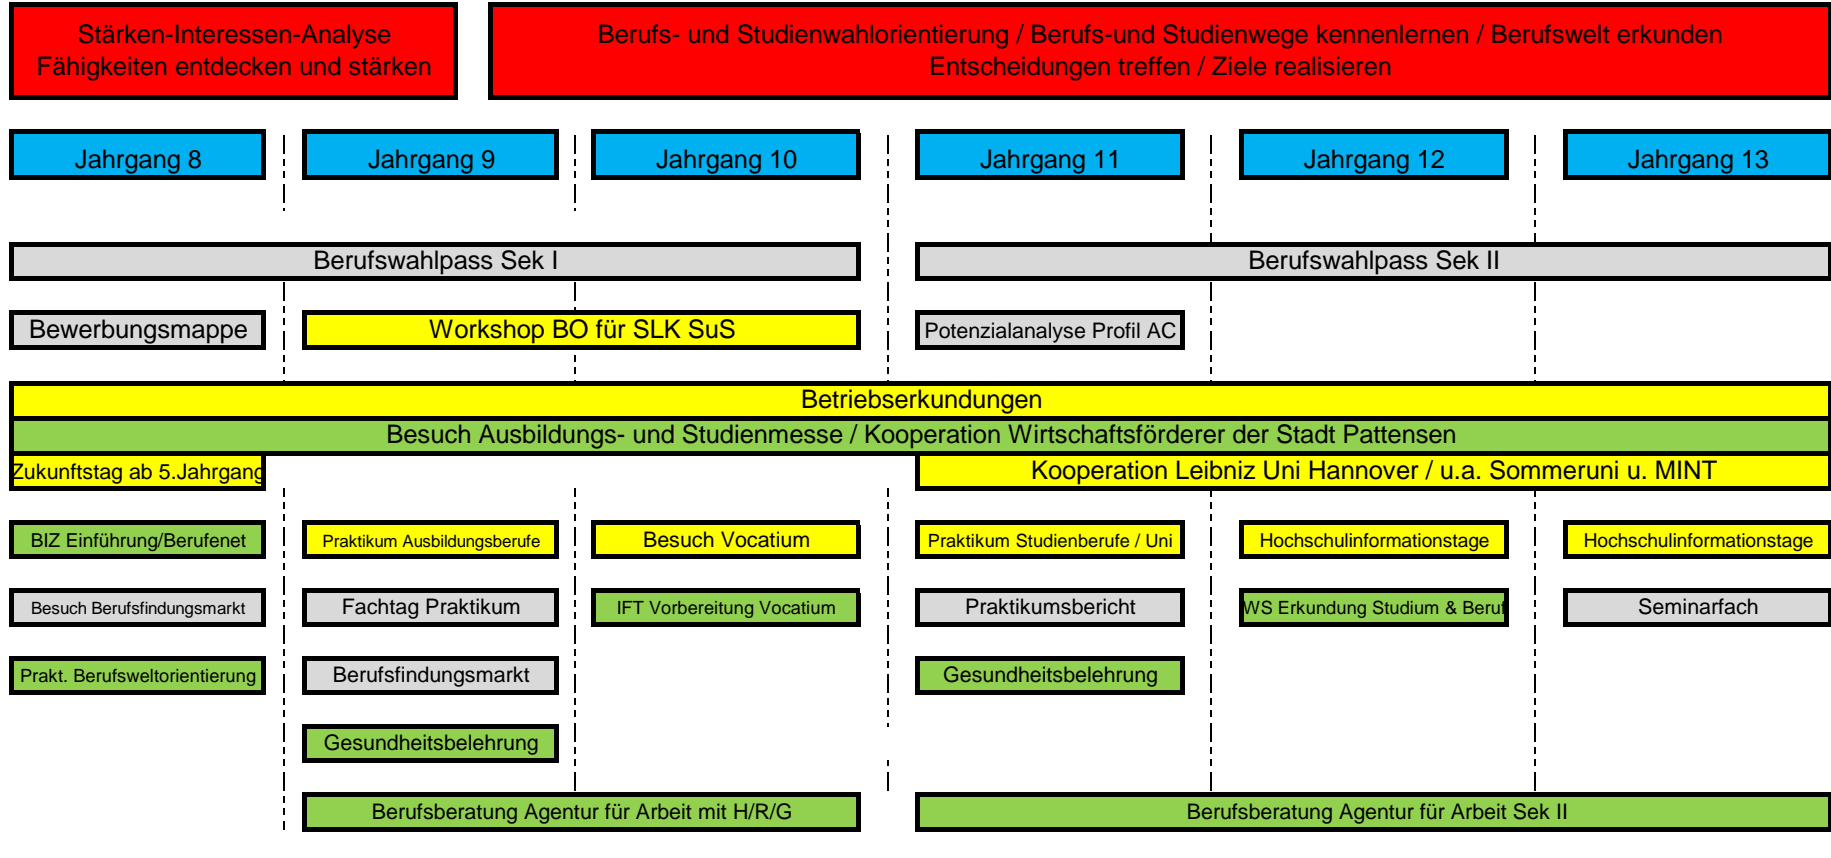 Stärken-Interessen-Analyse
Fähigkeiten entdecken und stärken
Berufs- und Studienwahlorientierung / Berufs-und Studienwege kennenlernen / Berufswelt erkunden
Entscheidungen treffen / Ziele realisieren
Jahrgang 8
Jahrgang 9
Jahrgang 10
Jahrgang 11
Jahrgang 12
Jahrgang 13
Berufswahlpass Sek I
Berufswahlpass Sek II
Bewerbungsmappe
Workshop BO für SLK SuS
Potenzialanalyse Profil AC
Betriebserkundungen
Besuch Ausbildungs- und Studienmesse / Kooperation Wirtschaftsförderer der Stadt Pattensen
Zukunftstag ab 5.Jahrgang
Kooperation Leibniz Uni Hannover / u.a. Sommeruni u. MINT
BIZ Einführung/Berufenet
Praktikum Ausbildungsberufe
Besuch Vocatium
Praktikum Studienberufe / Uni
Hochschulinformationstage
Hochschulinformationstage
Besuch Berufsfindungsmarkt
Fachtag Praktikum
IFT Vorbereitung Vocatium
Praktikumsbericht
WS Erkundung Studium & Beruf
Seminarfach
Prakt. Berufsweltorientierung
Berufsfindungsmarkt
Gesundheitsbelehrung
Gesundheitsbelehrung
Berufsberatung Agentur für Arbeit mit H/R/G
Berufsberatung Agentur für Arbeit Sek II